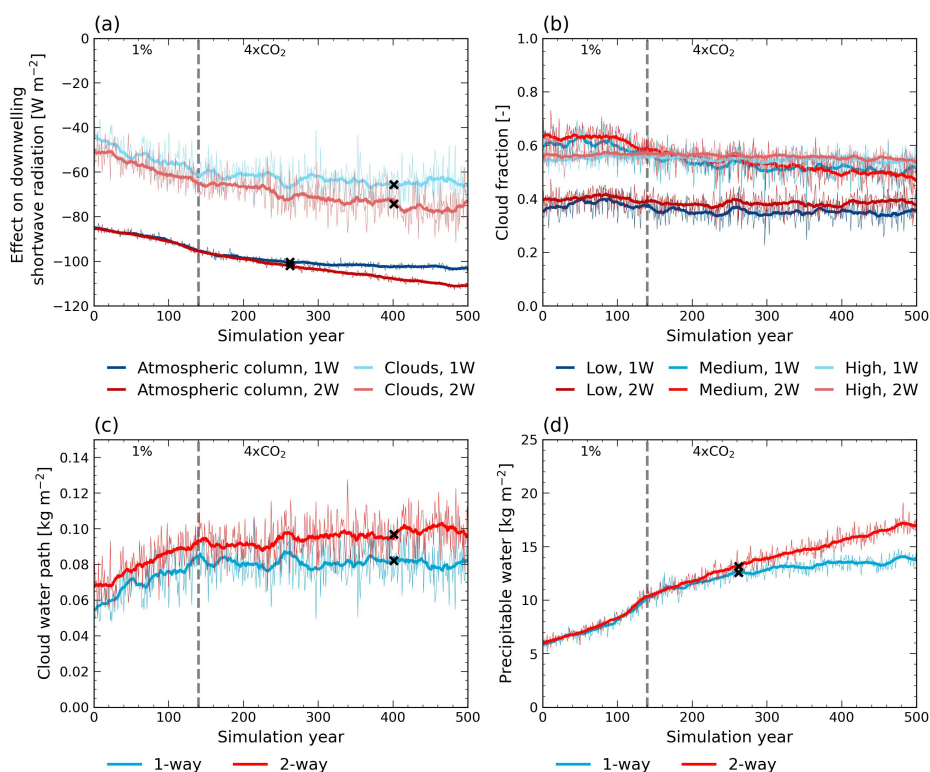 (a)
1%
4xCO₂
0
−20
−40
−60
−80
−100
−120
Effect on downwelling
shortwave radiation [W m⁻²]
0 100 200 300 400 500
Simulation year
Atmospheric column, 1W
Clouds, 1W
Atmospheric column, 2W
Clouds, 2W
(b)
1%
4xCO₂
1.0
0.8
0.6
0.4
0.2
0.0
Cloud fraction [-]
0 100 200 300 400 500
Simulation year
Low, 1W
Medium, 1W
High, 1W
Low, 2W
Medium, 2W
High, 2W
(c)
1%
4xCO₂
0.14
0.12
0.10
0.08
0.06
0.04
0.02
0.00
Cloud water path [kg m⁻²]
0 100 200 300 400 500
Simulation year
1-way
2-way
(d)
1%
4xCO₂
25
20
15
10
5
0
Precipitable water [kg m⁻²]
0 100 200 300 400 500
Simulation year
1-way
2-way